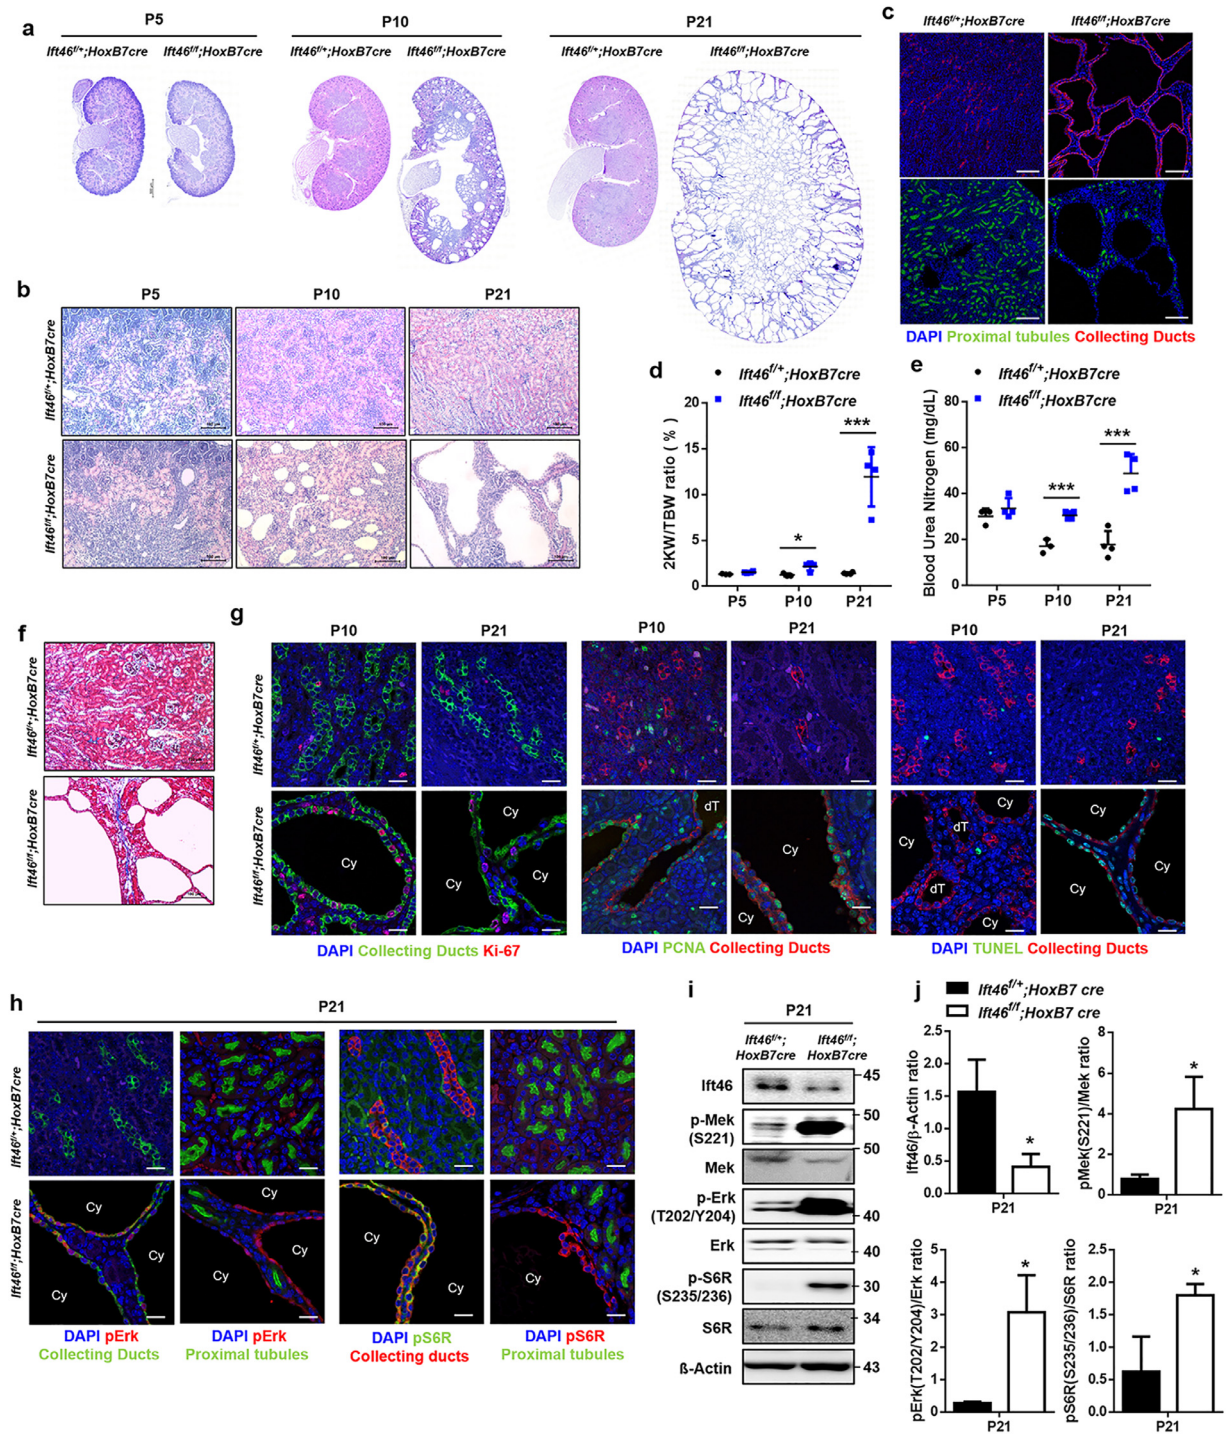 a
P5
P10
P21
Ift46f/+;HoxB7cre
Ift46f/f;HoxB7cre
Ift46f/+;HoxB7cre
Ift46f/f;HoxB7cre
Ift46f/+;HoxB7cre
Ift46f/f;HoxB7cre
b
P5
P10
P21
Ift46f/+;HoxB7cre
Ift46f/f;HoxB7cre
c
Ift46f/+;HoxB7cre
Ift46f/f;HoxB7cre
DAPI Proximal tubules Collecting Ducts
d
Ift46f/+;HoxB7cre
Ift46f/f;HoxB7cre
2KW/TBW ratio ( % )
20
15
10
5
0
***
*
P5
P10
P21
e
Ift46f/+;HoxB7cre
Ift46f/f;HoxB7cre
Blood Urea Nitrogen (mg/dL)
80
60
40
20
0
***
***
P5
P10
P21
f
Ift46f/+;HoxB7cre
Ift46f/f;HoxB7cre
g
P10
P21
P10
P21
P10
P21
Ift46f/+;HoxB7cre
Ift46f/f;HoxB7cre
Cy
Cy
Cy
Cy
dT
Cy
Cy
Cy
Cy
dT
dT
Cy
Cy
Cy
Cy
DAPI Collecting Ducts Ki-67
DAPI PCNA Collecting Ducts
DAPI TUNEL Collecting Ducts
h
P21
Ift46f/+;HoxB7cre
Ift46f/f;HoxB7cre
Cy
Cy
Cy
Cy
Cy
Cy
Cy
Cy
Cy
DAPI pErk
Collecting Ducts
DAPI pErk
Proximal tubules
DAPI pS6R
Collecting ducts
DAPI pS6R
Proximal tubules
i
P21
Ift46f/+;
HoxB7cre
Ift46f/f;
HoxB7cre
Ift46
45
p-Mek
(S221)
50
Mek
50
p-Erk
(T202/Y204)
40
Erk
40
p-S6R
(S235/236)
30
S6R
34
ß-Actin
43
j
Ift46f/+;HoxB7 cre
Ift46f/f;HoxB7 cre
Ift46/β-Actin ratio
2.5
2.0
1.5
1.0
0.5
0.0
*
P21
pMek(S221)/Mek ratio
8
6
4
2
0
*
P21
pErk(T202/Y204)/Erk ratio
5
4
3
2
1
0
*
P21
pS6R(S235/236)/S6R ratio
2.5
2.0
1.5
1.0
0.5
0.0
*
P21